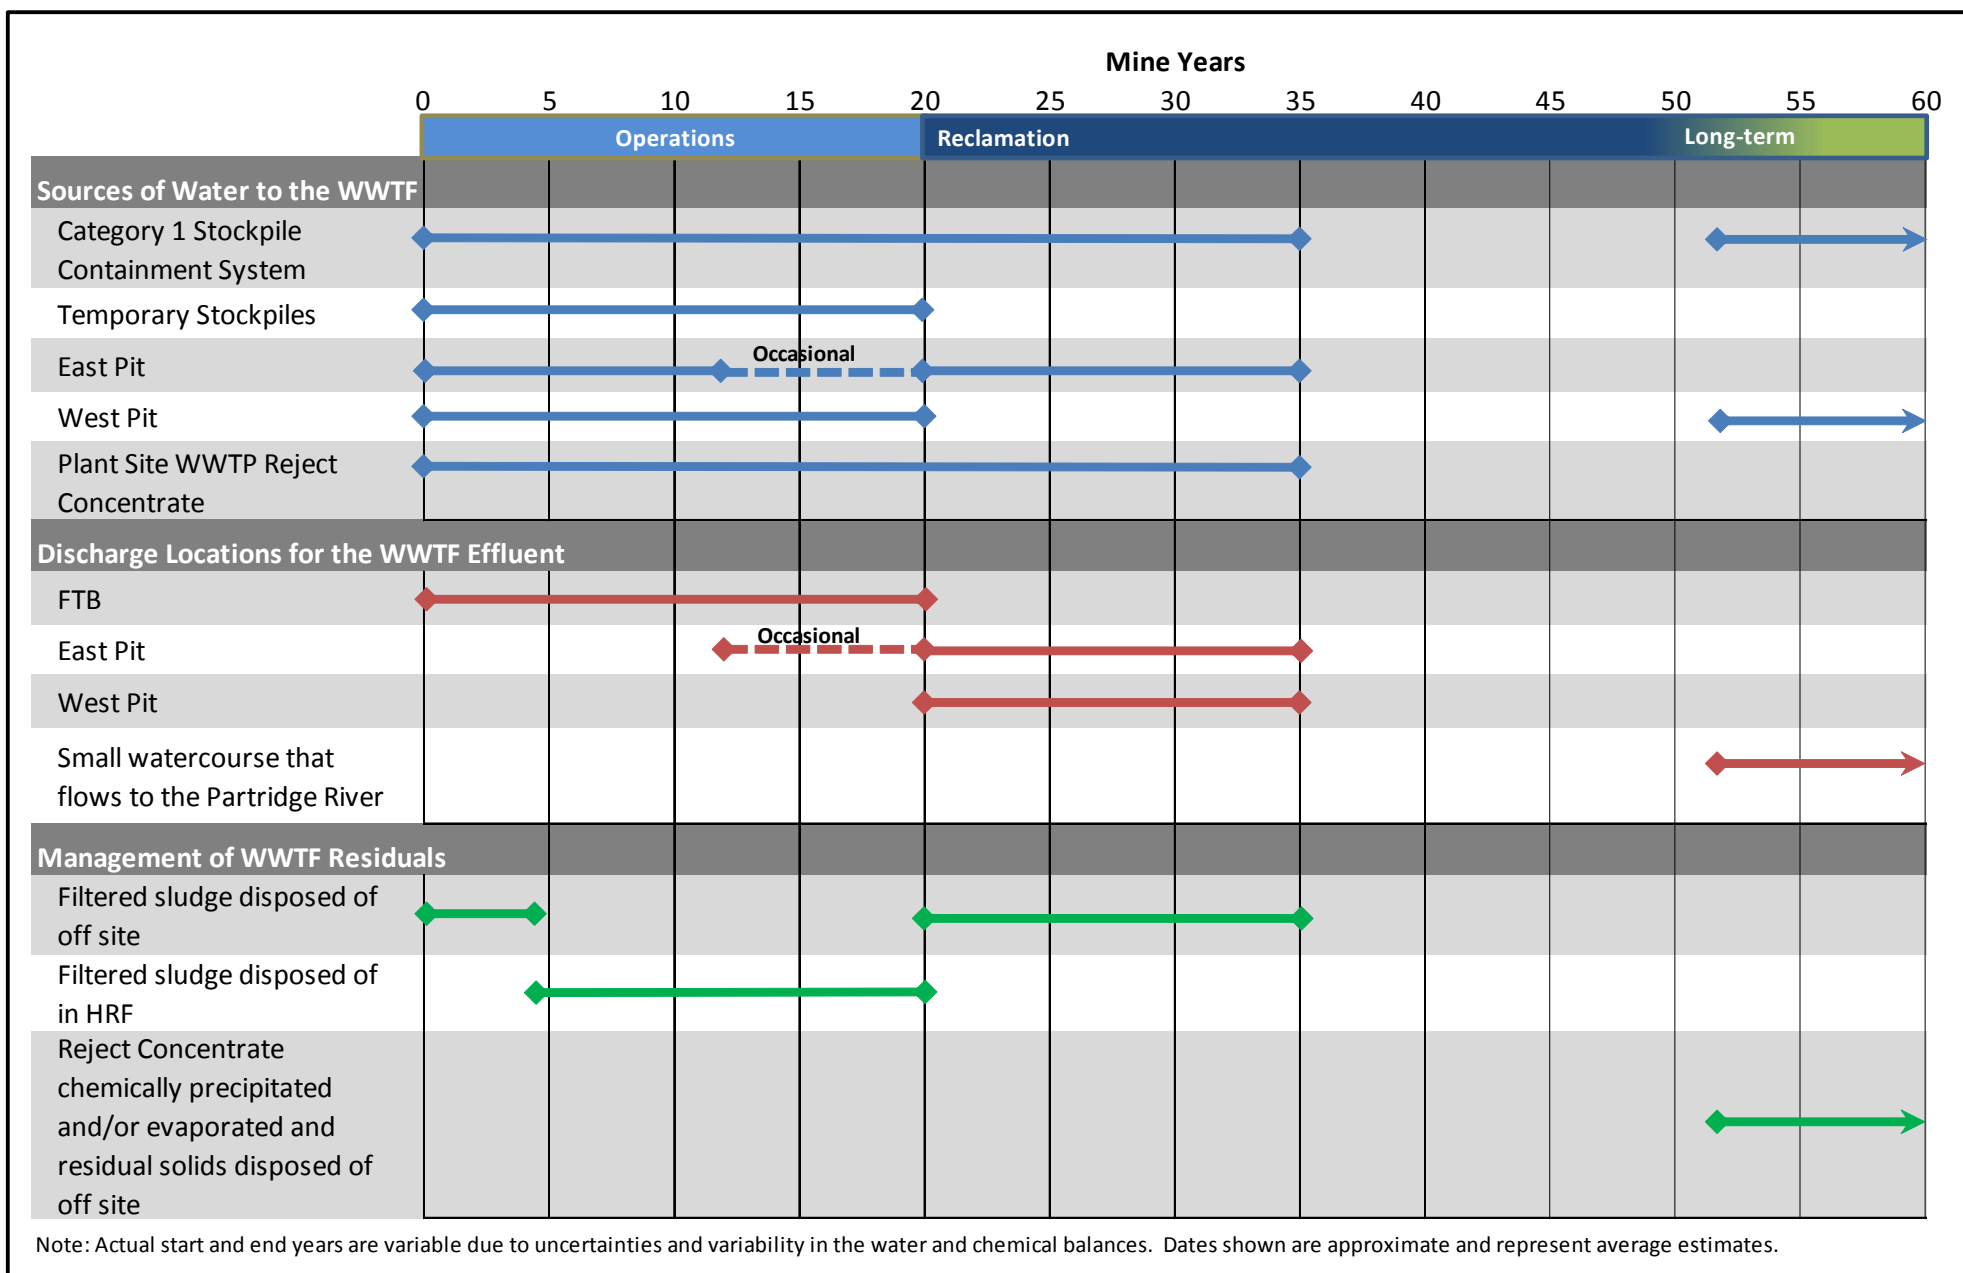 Mine Years
0 5 10 15 20 25 30 35 40 45 50 55 60
Operations Reclamation Long-term
Sources of Water to the WWTF
Category 1 Stockpile
Containment System
Temporary Stockpiles
East Pit Occasional
West Pit
Plant Site WWTP Reject
Concentrate
Discharge Locations for the WWTF Effluent
FTB
East Pit Occasional
West Pit
Small watercourse that
flows to the Partridge River
Management of WWTF Residuals
Filtered sludge disposed of
off site
Filtered sludge disposed of
in HRF
Reject Concentrate
chemically precipitated
and/or evaporated and
residual solids disposed of
off site
Note: Actual start and end years are variable due to uncertainties and variability in the water and chemical balances.  Dates shown are approximate and represent average estimates.